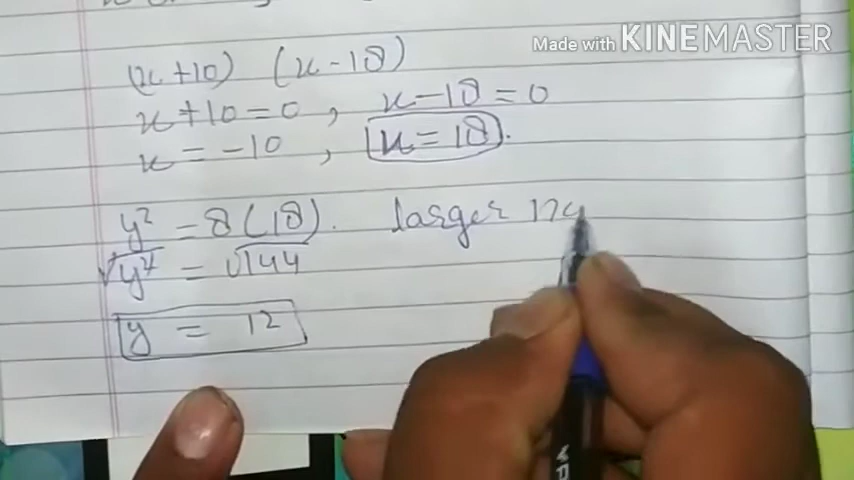 Made with KINEMASTER
(x+10) (x-18)
x+10=0 , x-18=0
x = -10 , x=18.
y² = 8(18). larger no
√y² = √144
y = 12